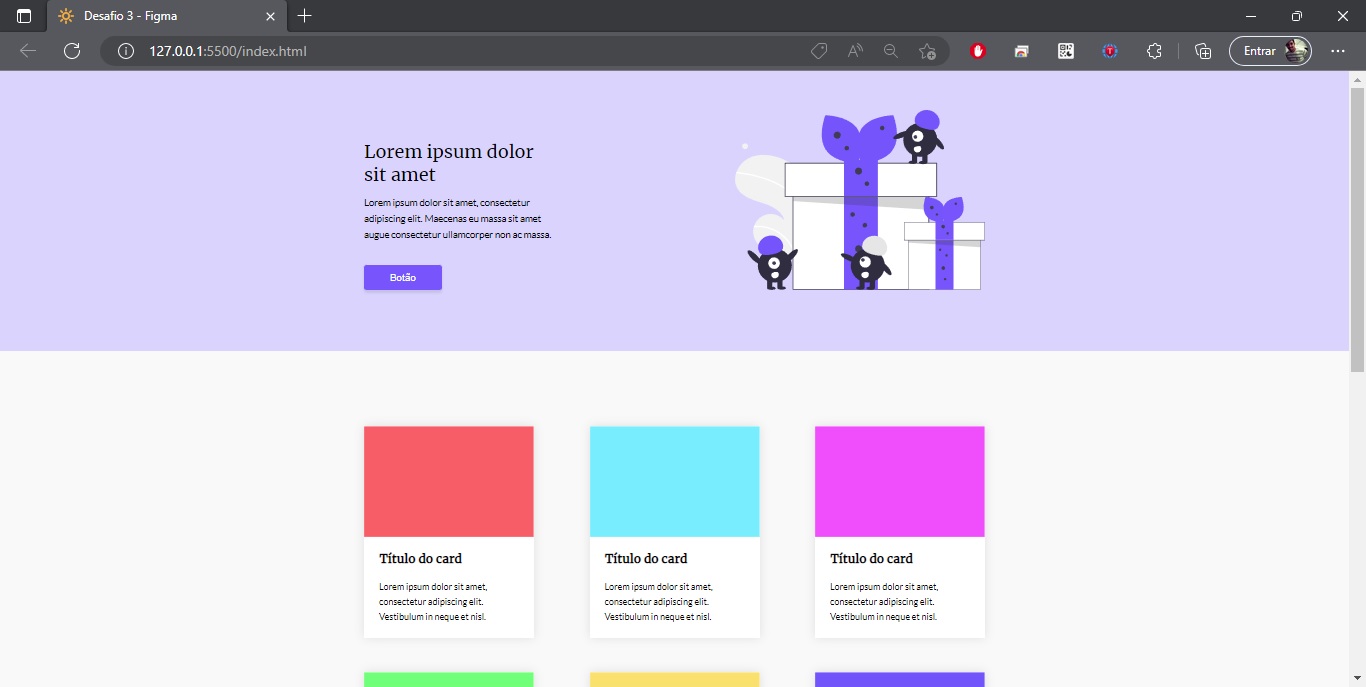 Desafio 3 - Figma
127.0.0.1:5500/index.html
Entrar
Lorem ipsum dolor
sit amet
Lorem ipsum dolor sit amet, consectetur
adipiscing elit. Maecenas eu massa sit amet
augue consectetur ullamcorper non ac massa.
Botão
Título do card
Lorem ipsum dolor sit amet,
consectetur adipiscing elit.
Vestibulum in neque et nisl.
Título do card
Lorem ipsum dolor sit amet,
consectetur adipiscing elit.
Vestibulum in neque et nisl.
Título do card
Lorem ipsum dolor sit amet,
consectetur adipiscing elit.
Vestibulum in neque et nisl.